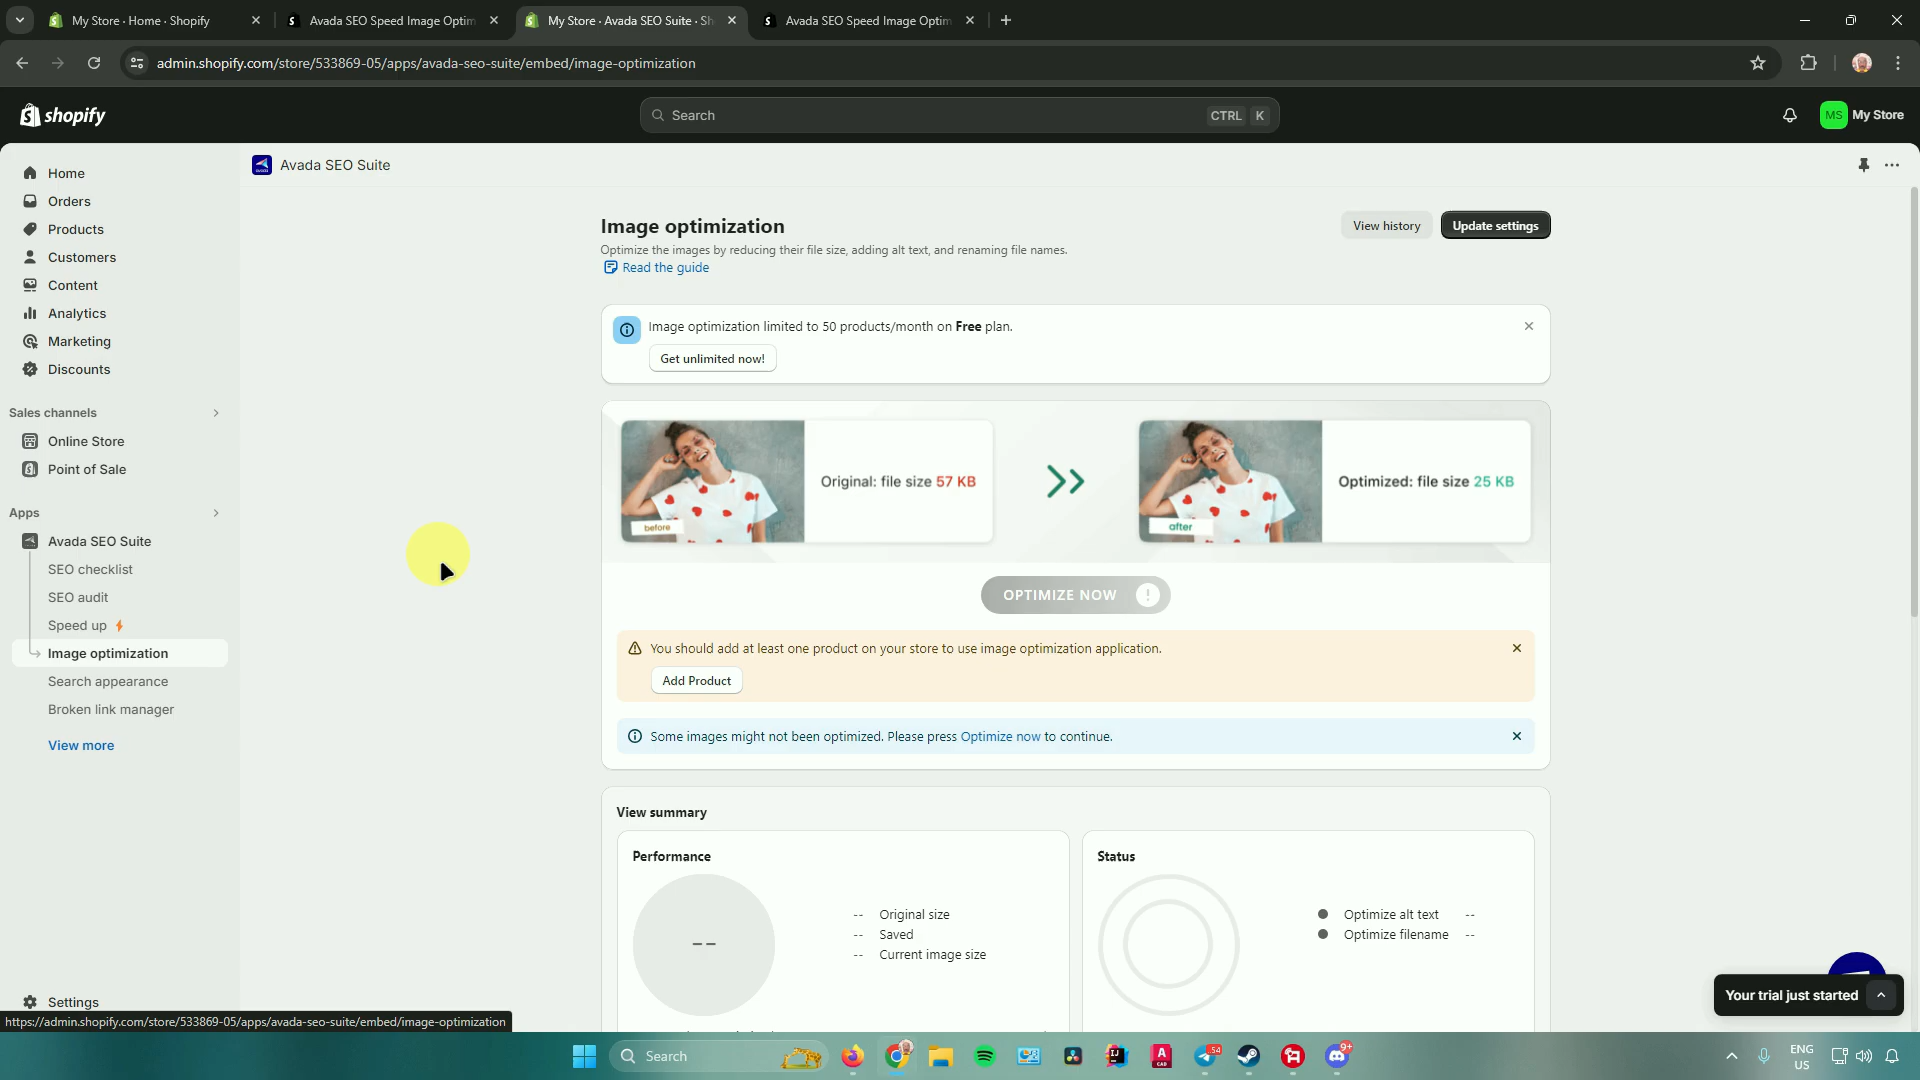 My Store · Home · Shopify
Avada SEO Speed Image Optim
My Store · Avada SEO Suite · Sh
Avada SEO Speed Image Optim
admin.shopify.com/store/533869-05/apps/avada-seo-suite/embed/image-optimization
shopify
Search
CTRL K
MS
My Store
Home
Orders
Products
Customers
Content
Analytics
Marketing
Discounts
Sales channels
Online Store
Point of Sale
Apps
Avada SEO Suite
SEO checklist
SEO audit
Speed up
Image optimization
Search appearance
Broken link manager
View more
Settings
Avada SEO Suite
Image optimization
View history
Update settings
Optimize the images by reducing their file size, adding alt text, and renaming file names.
Read the guide
Image optimization limited to 50 products/month on Free plan.
Get unlimited now!
before
Original: file size 57 KB
after
Optimized: file size 25 KB
OPTIMIZE NOW !
You should add at least one product on your store to use image optimization application.
Add Product
Some images might not been optimized. Please press Optimize now to continue.
View summary
Performance
--
-- Original size
-- Saved
-- Current image size
Status
Optimize alt text --
Optimize filename --
Your trial just started
https://admin.shopify.com/store/533869-05/apps/avada-seo-suite/embed/image-optimization
Search
54
9+
ENG
US